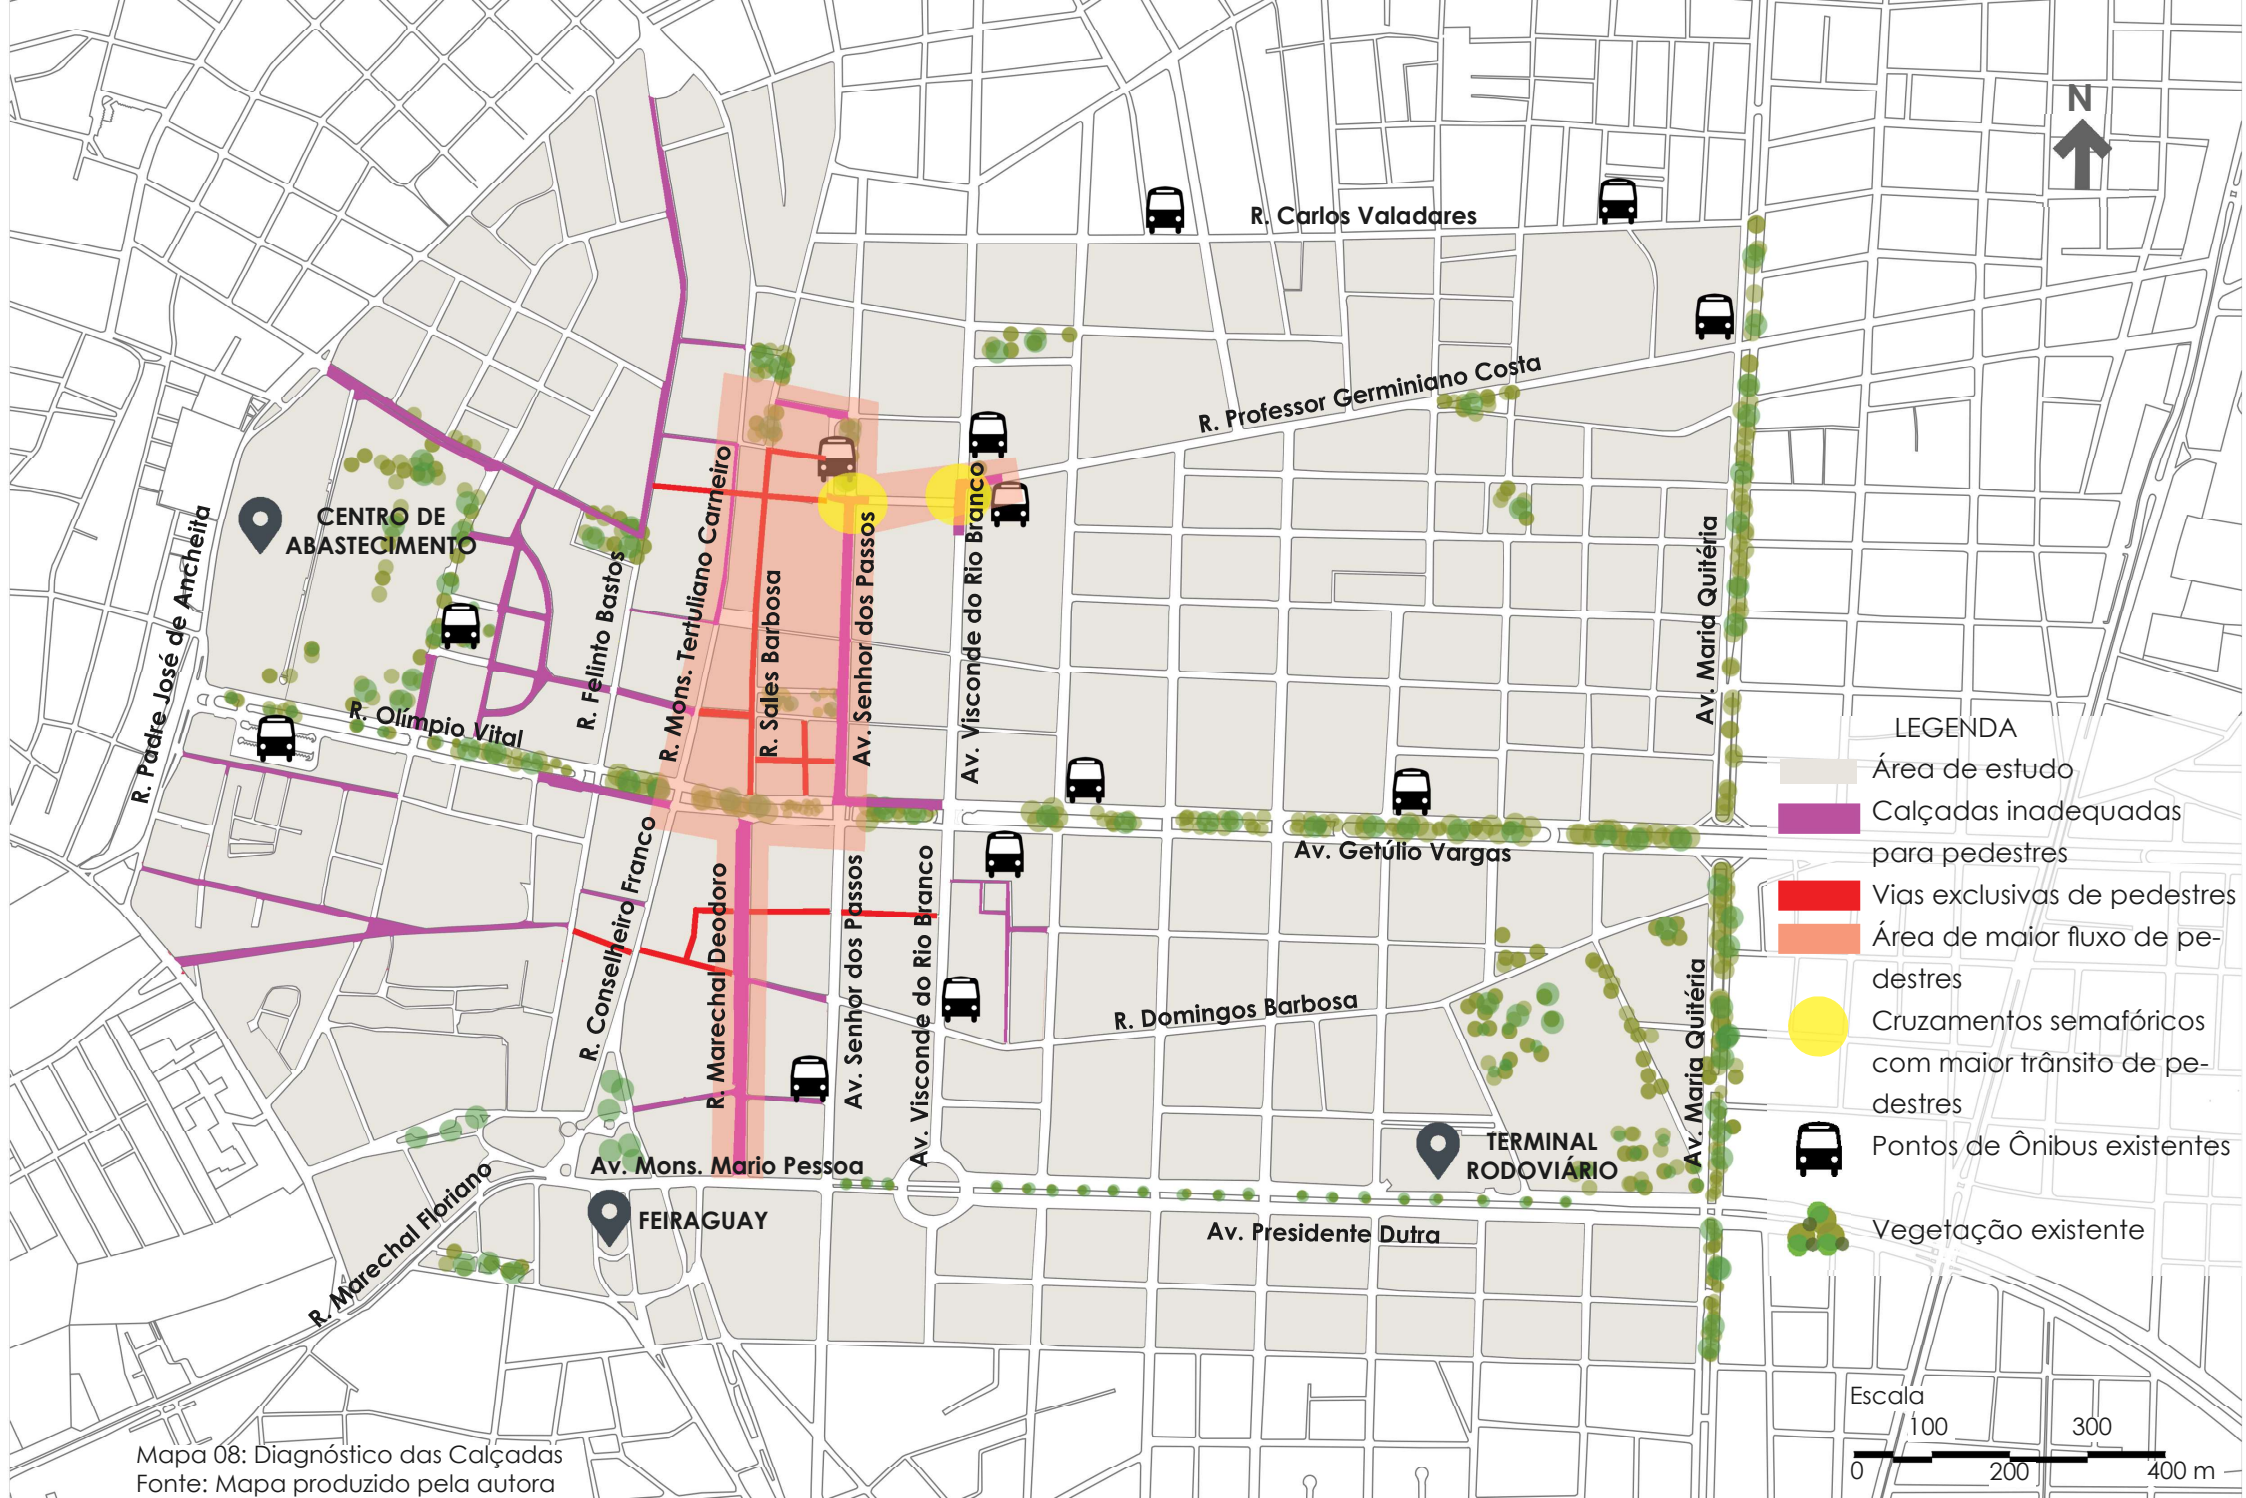 N
R. Carlos Valadares
R. Professor Germiniano Costa
CENTRO DE
ABASTECIMENTO
R. Padre José de Ancheita
R. Felinto Bastos
R. Mons. Tertuliano Carneiro
R. Sales Barbosa
Av. Senhor dos Passos
Av. Visconde do Rio Branco
Av. Maria Quitéria
R. Olímpio Vital
Av. Getúlio Vargas
R. Conselheiro Franco
R. Marechal Deodoro
Av. Senhor dos Passos
Av. Visconde do Rio Branco
R. Domingos Barbosa
Av. Maria Quitéria
TERMINAL
RODOVIÁRIO
Av. Mons. Mario Pessoa
R. Marechal Floriano
FEIRAGUAY
Av. Presidente Dutra
LEGENDA
Área de estudo
Calçadas inadequadas
para pedestres
Vias exclusivas de pedestres
Área de maior fluxo de pe-
destres
Cruzamentos semafóricos
com maior trânsito de pe-
destres
Pontos de Ônibus existentes
Vegetação existente
Escala
100 300
0 200 400 m
Mapa 08: Diagnóstico das Calçadas
Fonte: Mapa produzido pela autora